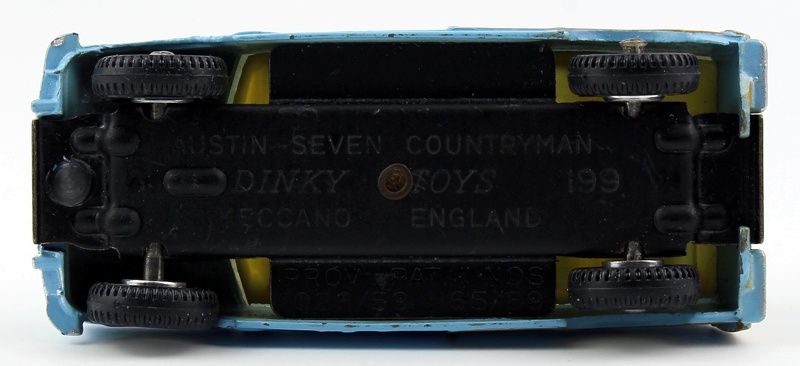 AUSTIN SEVEN COUNTRYMAN
DINKY TOYS 199
MECCANO ENGLAND
PROV. PAT. NOS